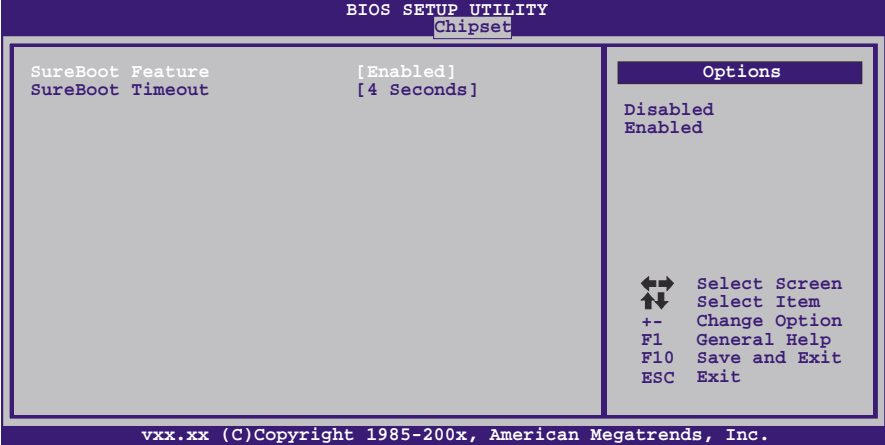 BIOS SETUP UTILITY
Chipset
SureBoot Feature [Enabled]
SureBoot Timeout [4 Seconds]
Options
Disabled
Enabled
Select Screen
Select Item
+- Change Option
F1 General Help
F10 Save and Exit
ESC Exit
vxx.xx (C)Copyright 1985-200x, American Megatrends, Inc.